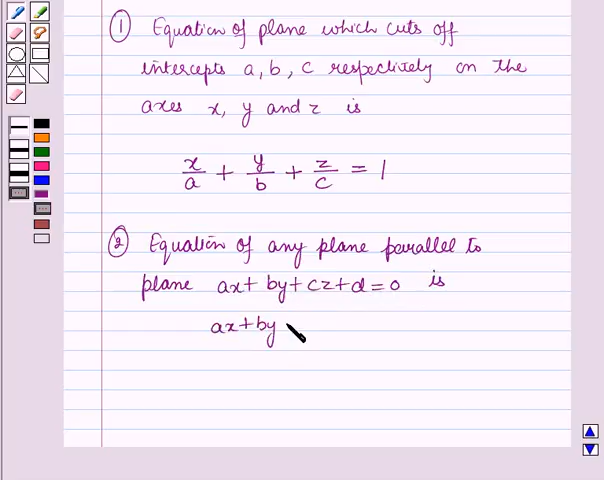 ① Equation of plane which cuts off
intercepts a, b, c respectively on the
axes x, y and z is
x/a + y/b + z/c = 1
② Equation of any plane parallel to
plane ax + by + cz + d = 0 is
ax + by